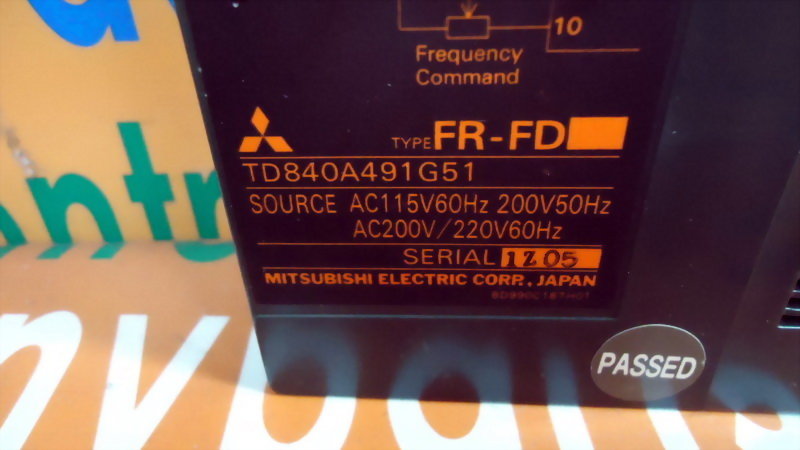 10
Frequency
Command
TYPE FR-FD
TD840A491G51
SOURCE AC115V60Hz 200V50Hz
AC200V/220V60Hz
SERIAL 1Z05
MITSUBISHI ELECTRIC CORP., JAPAN
PASSED